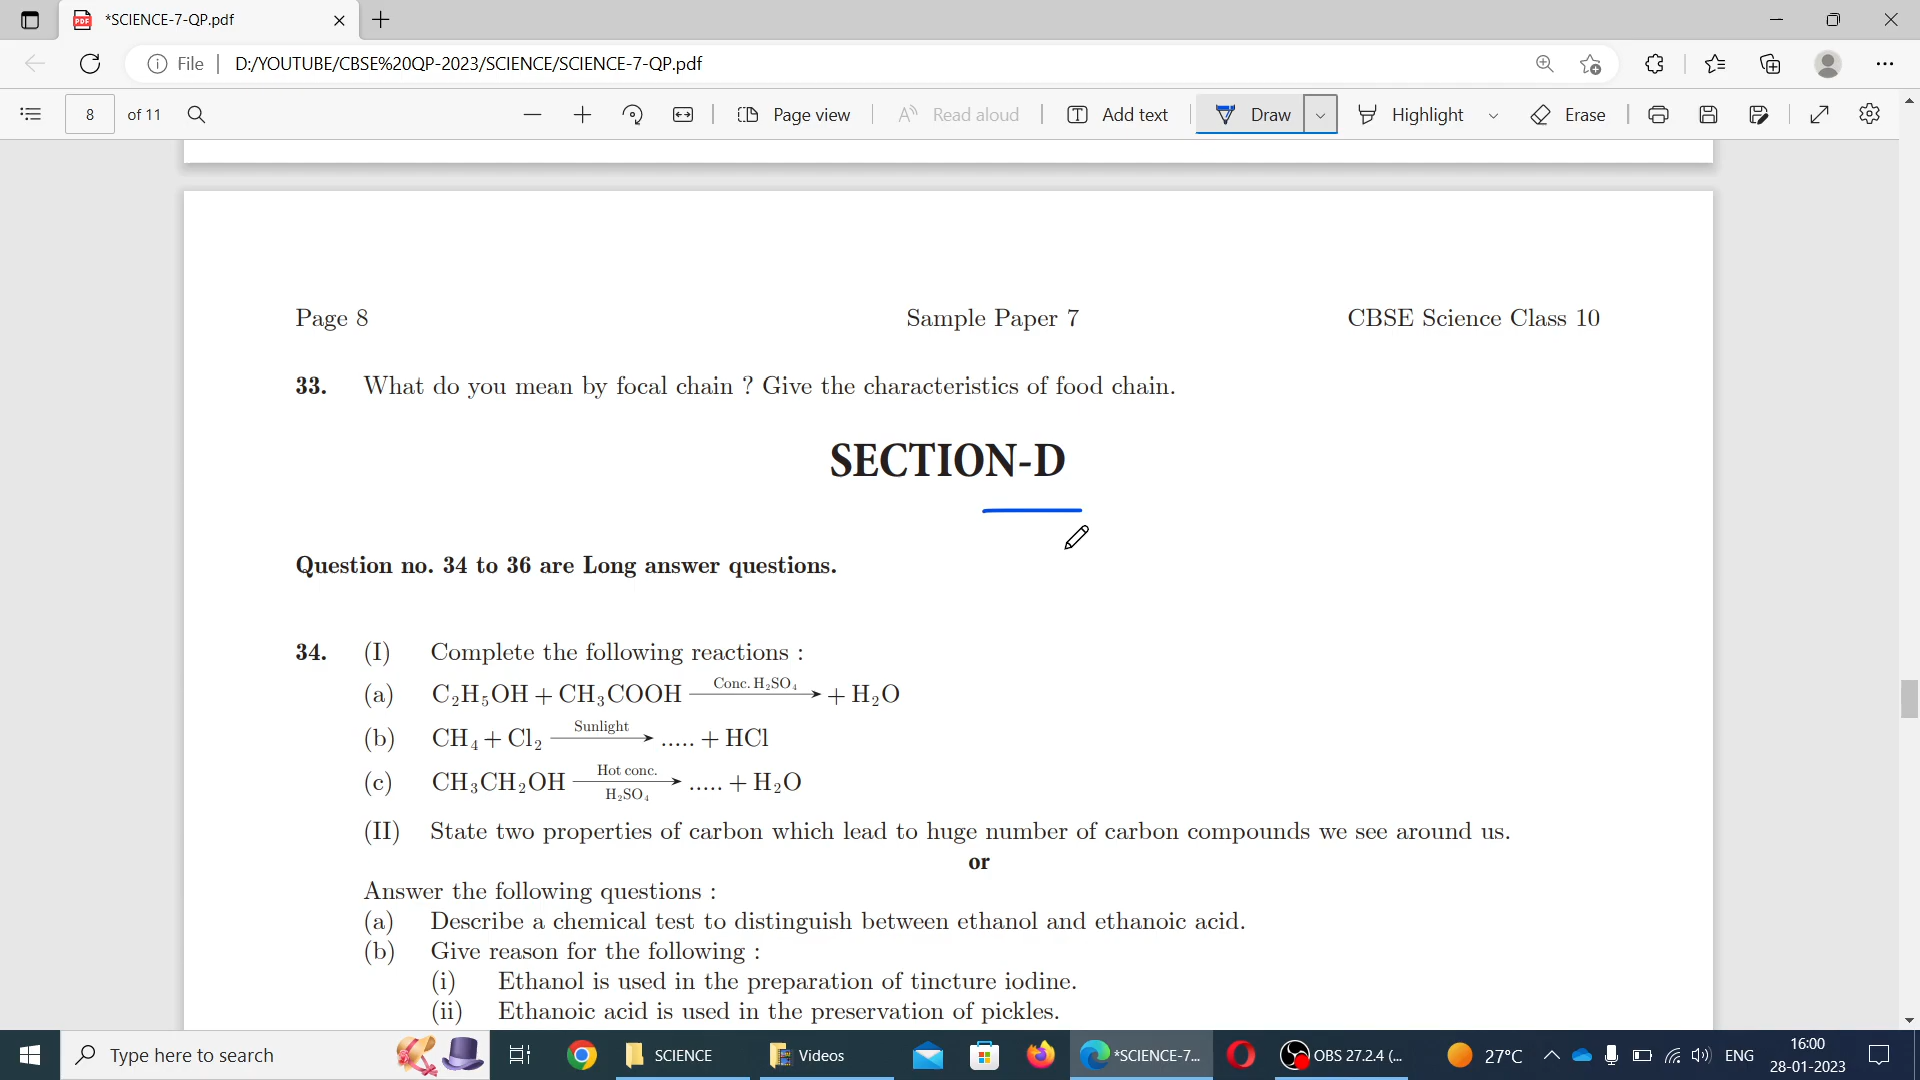 *SCIENCE-7-QP.pdf
File
D:/YOUTUBE/CBSE%20QP-2023/SCIENCE/SCIENCE-7-QP.pdf
8 of 11
Page view
Read aloud
Add text
Draw
Highlight
Erase
Page 8
Sample Paper 7
CBSE Science Class 10
33. What do you mean by focal chain ? Give the characteristics of food chain.
SECTION-D
Question no. 34 to 36 are Long answer questions.
34. (I) Complete the following reactions :
(a) C₂H₅OH + CH₃COOH —Conc. H₂SO₄→ + H₂O
(b) CH₄ + Cl₂ —Sunlight→ ..... + HCl
(c) CH₃CH₂OH —Hot conc. H₂SO₄→ ..... + H₂O
(II) State two properties of carbon which lead to huge number of carbon compounds we see around us.
or
Answer the following questions :
(a) Describe a chemical test to distinguish between ethanol and ethanoic acid.
(b) Give reason for the following :
(i) Ethanol is used in the preparation of tincture iodine.
(ii) Ethanoic acid is used in the preservation of pickles.
Type here to search
SCIENCE
Videos
*SCIENCE-7...
OBS 27.2.4 (...
27°C
ENG
16:00
28-01-2023